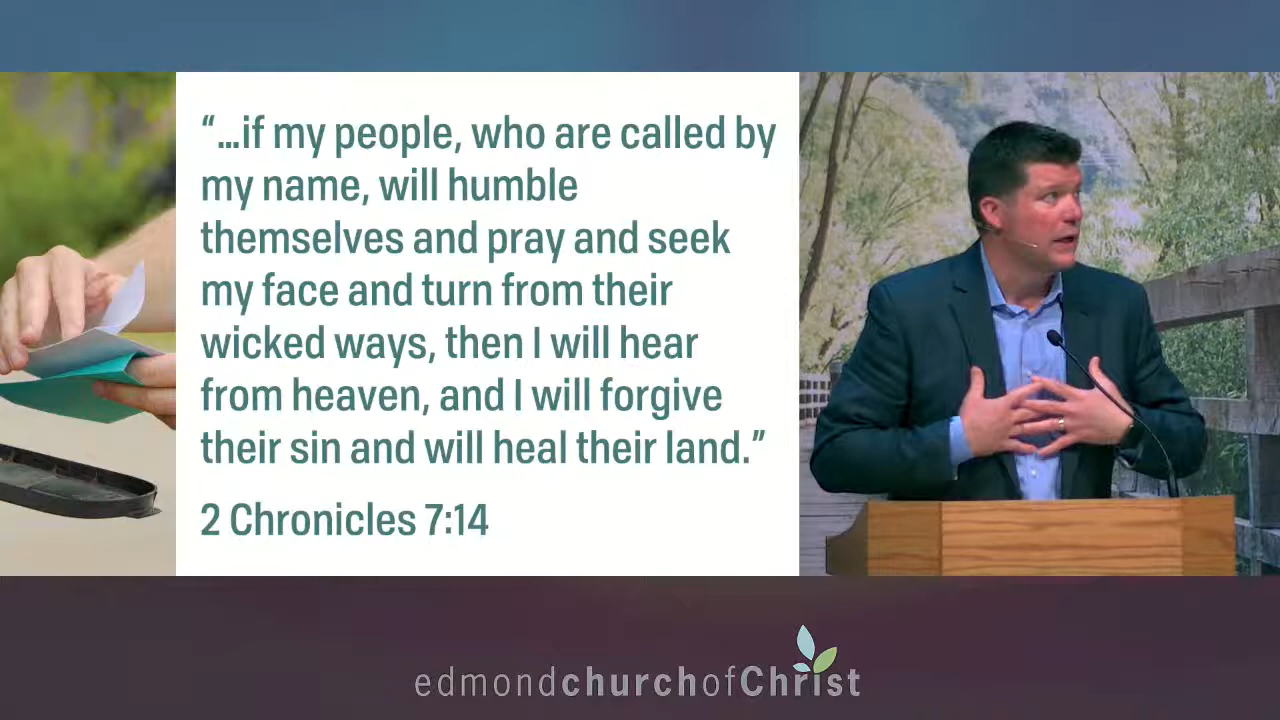 “...if my people, who are called by
my name, will humble
themselves and pray and seek
my face and turn from their
wicked ways, then I will hear
from heaven, and I will forgive
their sin and will heal their land.”
2 Chronicles 7:14
edmondchurchofChrist